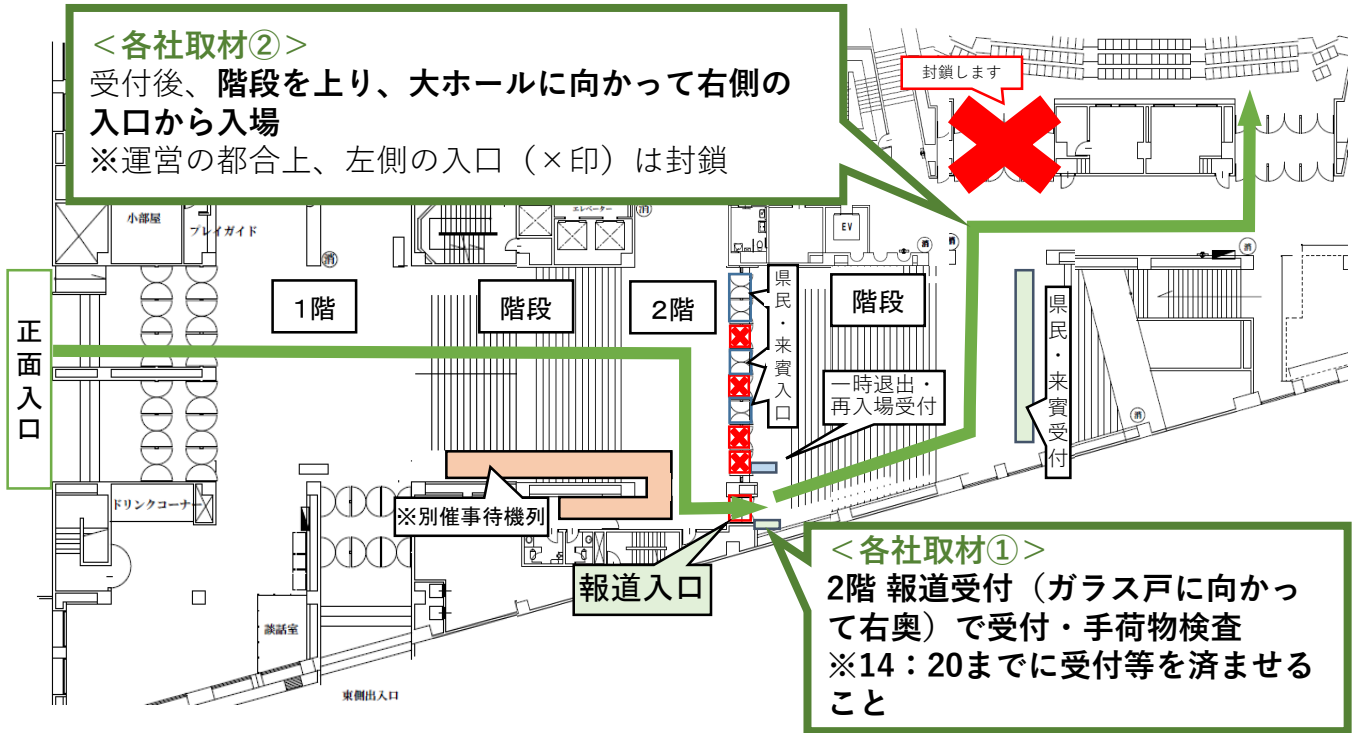 ＜各社取材②＞
受付後、階段を上り、大ホールに向かって右側の
入口から入場
※運営の都合上、左側の入口（×印）は封鎖
封鎖します
小部屋
プレイガイド
エレベーター
消
EV
消
消
消
消
正面入口
1階
階段
2階
県民・来賓入口
階段
県民・来賓受付
一時退出・
再入場受付
消
ドリンクコーナー
※別催事待機列
報道入口
談話室
東側出入口
＜各社取材①＞
2階 報道受付（ガラス戸に向かっ
て右奥）で受付・手荷物検査
※14：20までに受付等を済ませる
こと